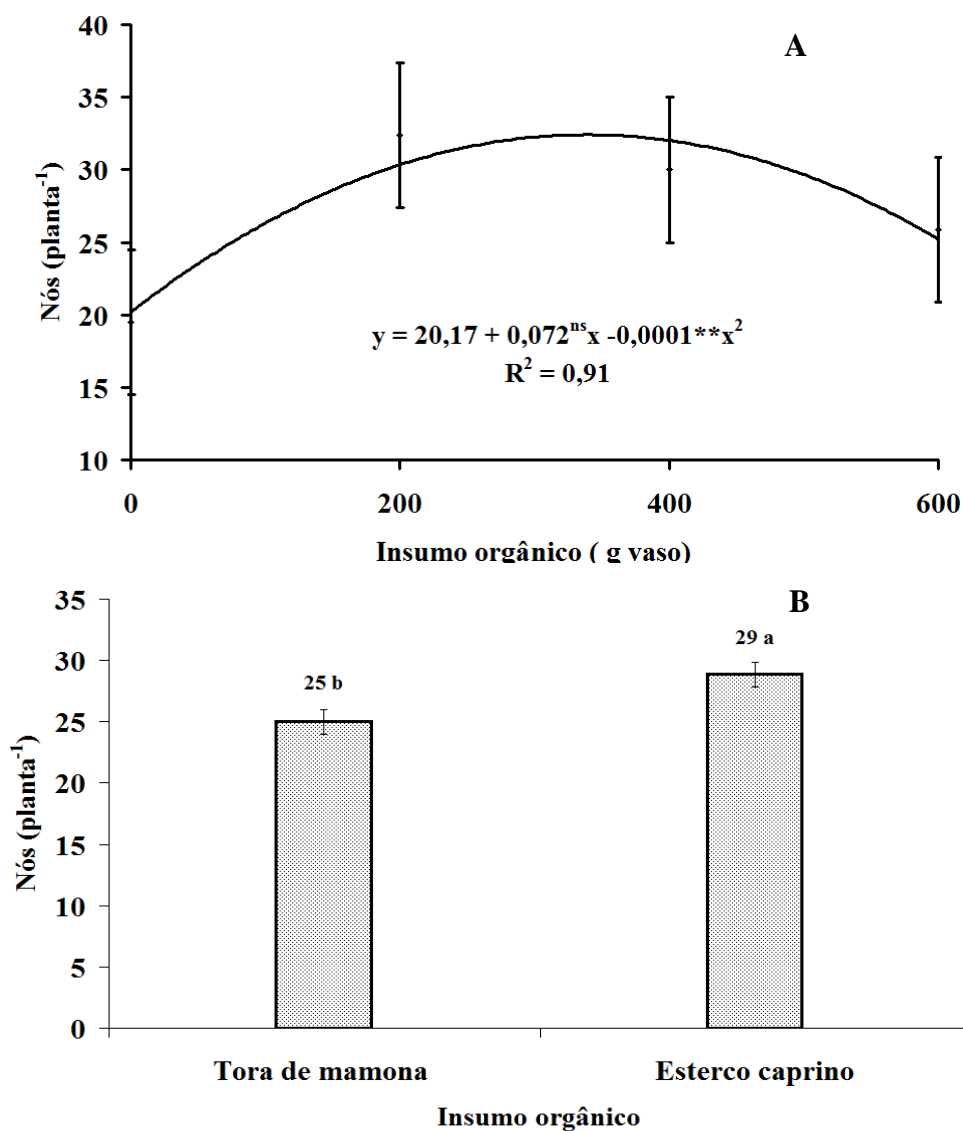 A
40
35
30
25
20
15
10
Nós (planta⁻¹)
y = 20,17 + 0,072ⁿˢx -0,0001**x²
R² = 0,91
0 200 400 600
Insumo orgânico ( g vaso)
B
35
30
25
20
15
10
5
0
Nós (planta⁻¹)
25 b
29 a
Tora de mamona Esterco caprino
Insumo orgânico